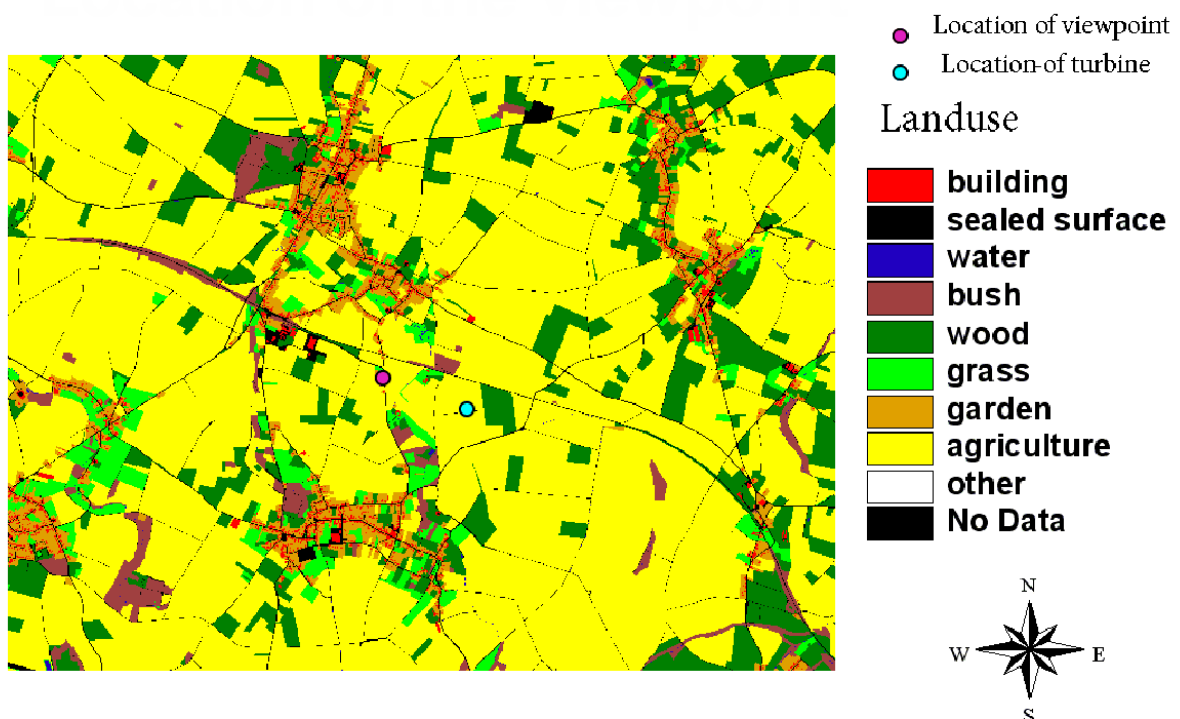 Location of viewpoint
Location of turbine
Landuse
building
sealed surface
water
bush
wood
grass
garden
agriculture
other
No Data
N
W E
S